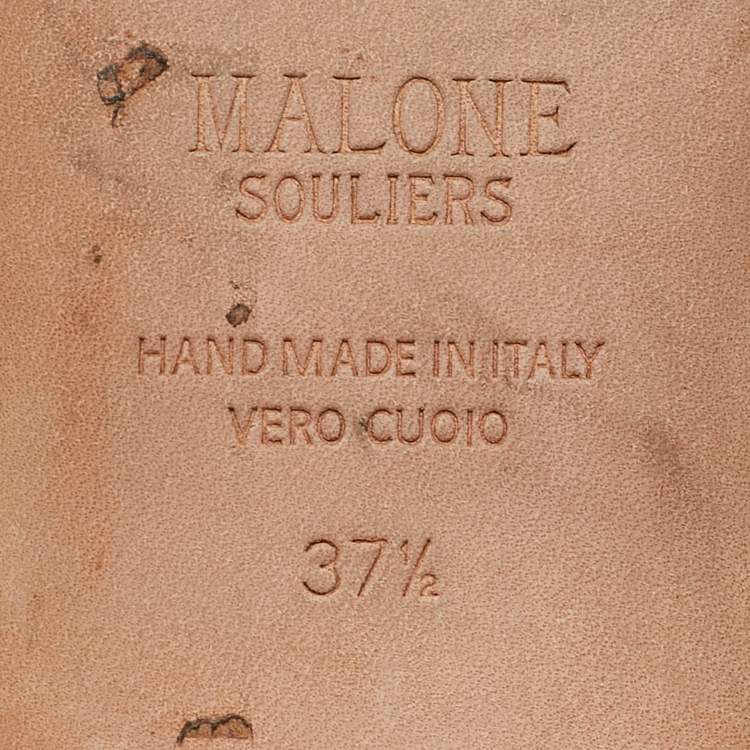 MALONE
SOULIERS
HAND MADE IN ITALY
VERO CUOIO
37½